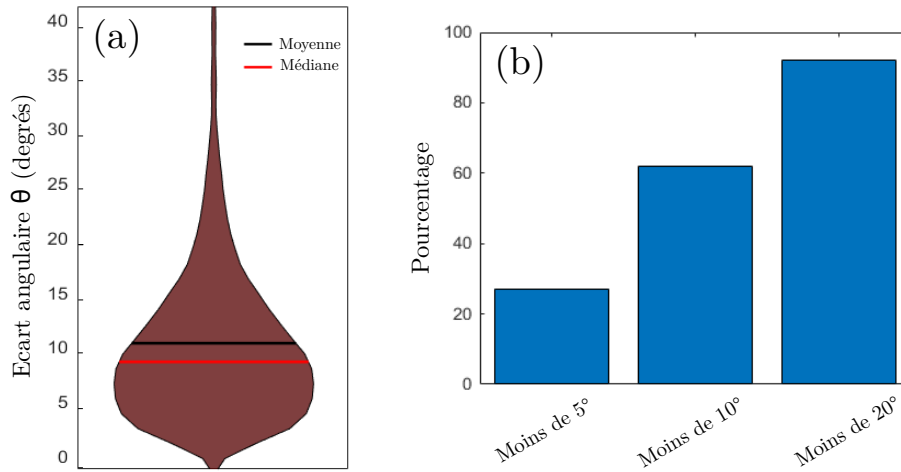 (a)
Moyenne
Médiane
Ecart angulaire θ (degrés)
40
35
30
25
20
15
10
5
0
(b)
Pourcentage
100
80
60
40
20
0
Moins de 5°
Moins de 10°
Moins de 20°